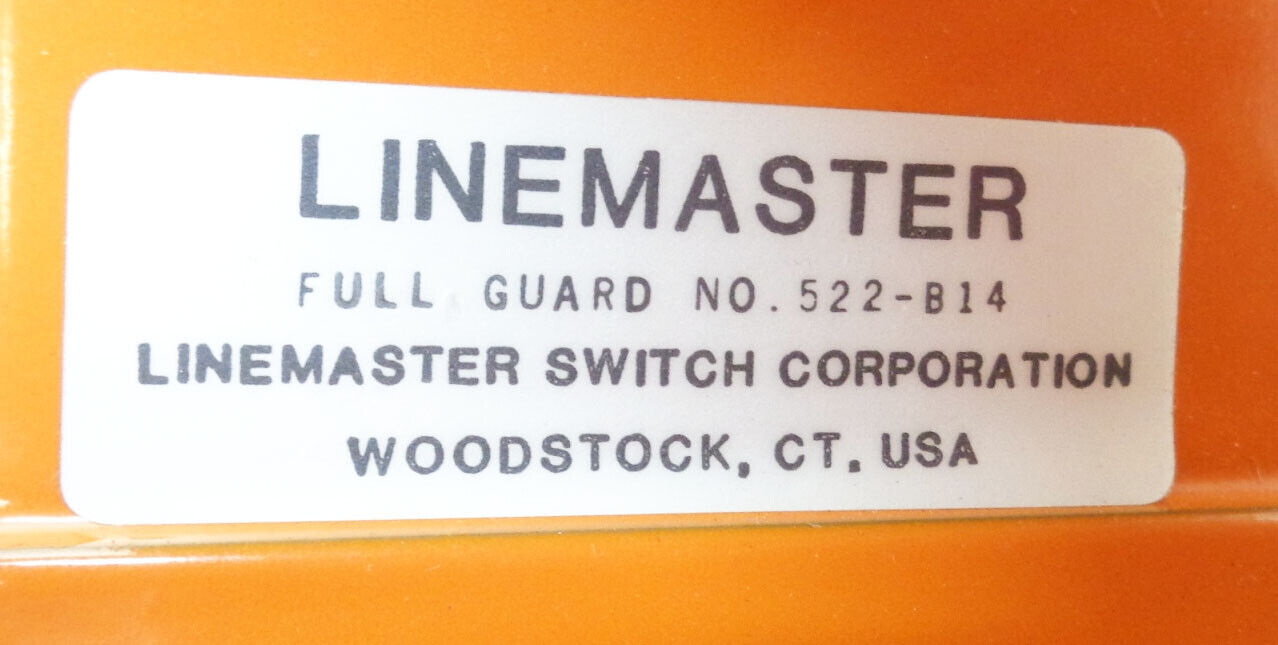 LINEMASTER
FULL GUARD NO. 522-B14
LINEMASTER SWITCH CORPORATION
WOODSTOCK, CT. USA